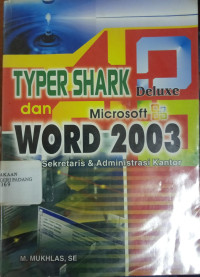 TYPER SHARK
Deluxe
dan
Microsoft
WORD 2003
Sekretaris & Administrasi Kantor
M. MUKHLAS, SE